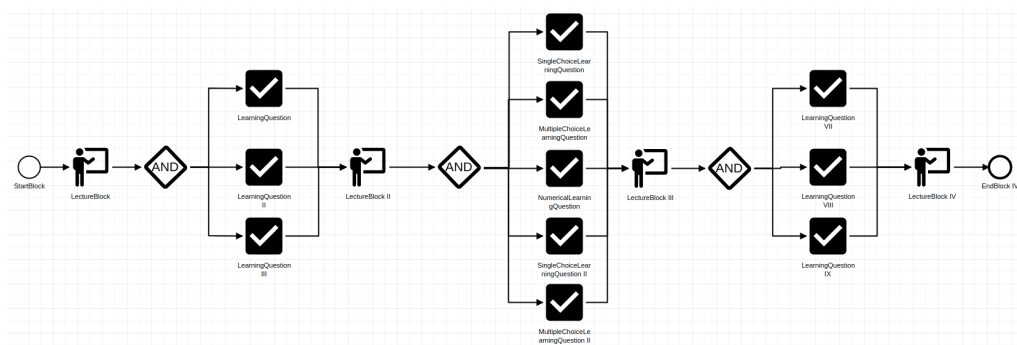 StartBlock
LectureBlock
AND
LearningQuestion
LearningQuestion
II
LearningQuestion
III
LectureBlock II
AND
SingleChoiceLear
ningQuestion
MultipleChoiceLe
arningQuestion
NumericalLearnin
gQuestion
SingleChoiceLear
ningQuestion II
MultipleChoiceLe
arningQuestion II
LectureBlock III
AND
LearningQuestion
VII
LearningQuestion
VIII
LearningQuestion
IX
LectureBlock IV
EndBlock IV